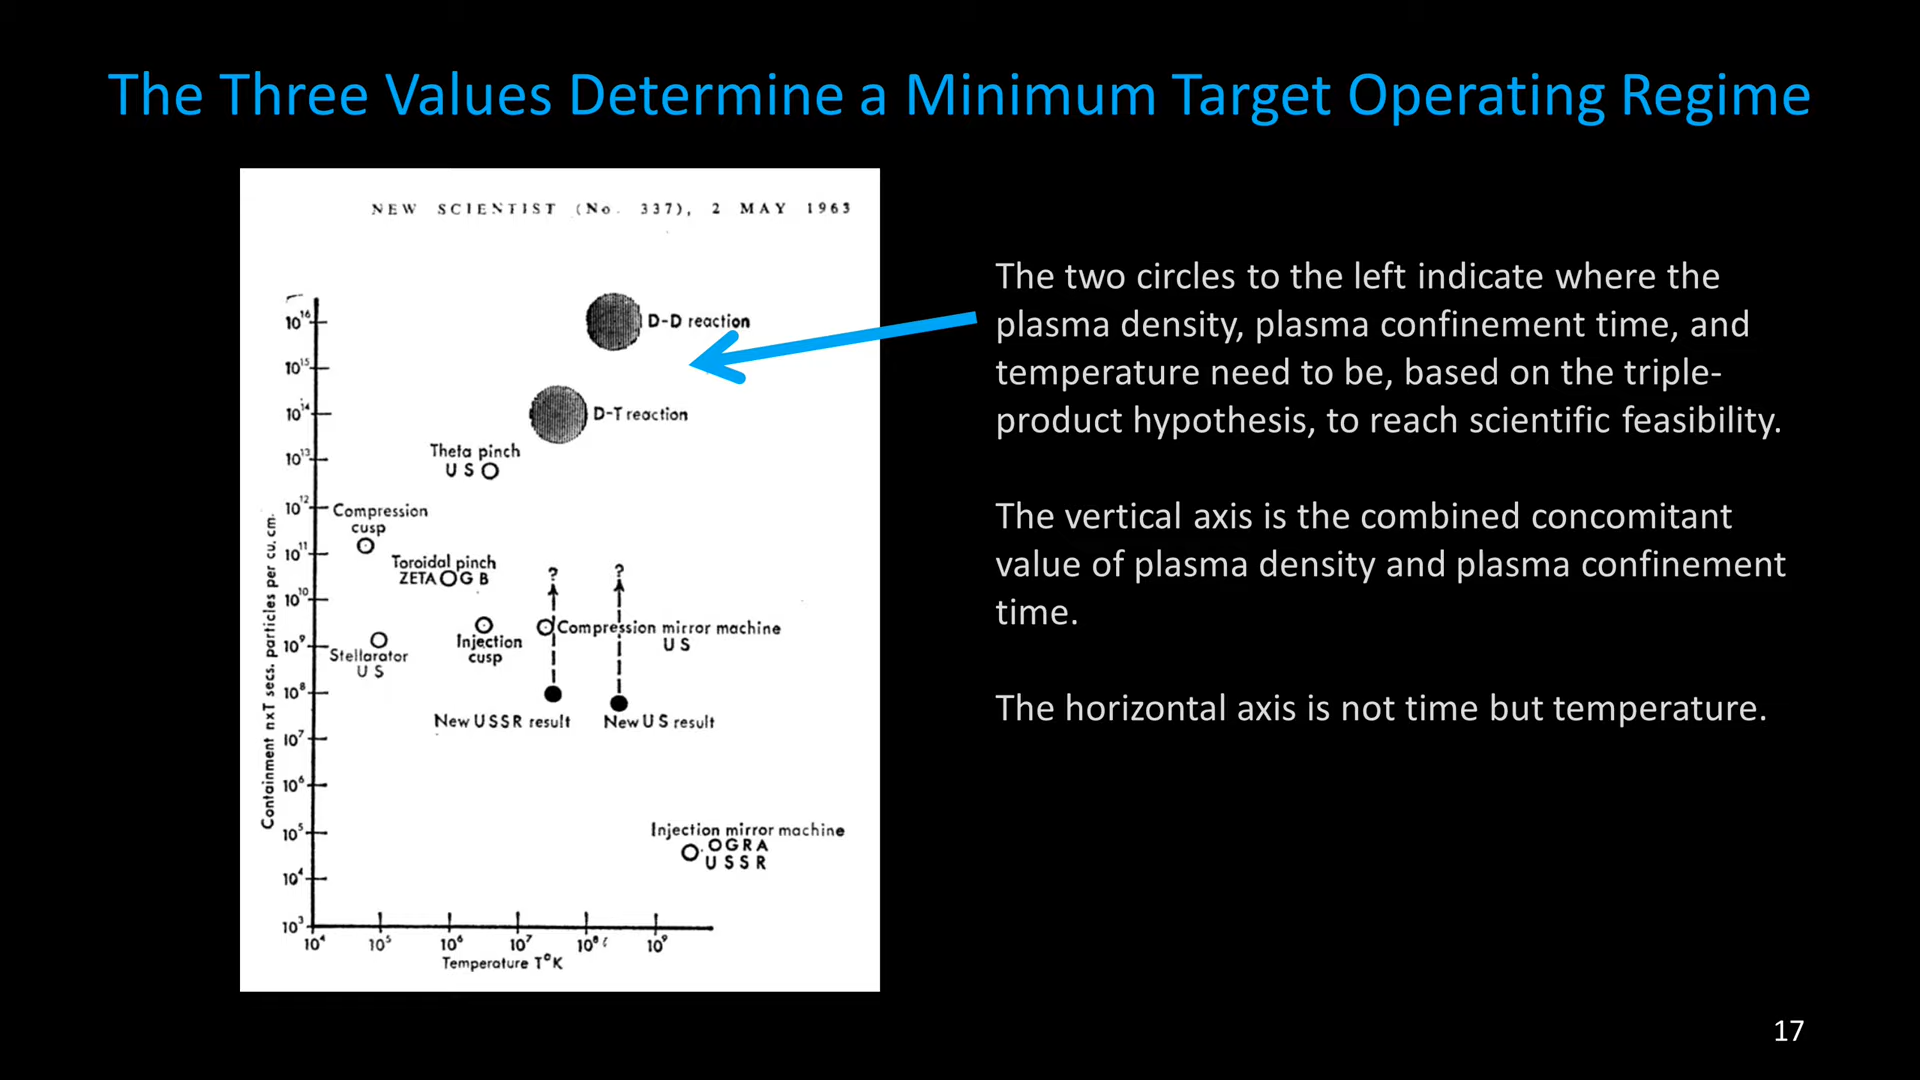 The Three Values Determine a Minimum Target Operating Regime
NEW SCIENTIST (No. 337), 2 MAY 1963
10¹⁶
10¹⁵
10¹⁴
10¹³
10¹²
10¹¹
10¹⁰
10⁹
10⁸
10⁷
10⁶
10⁵
10⁴
10³
Containment nxT secs. particles per cu. cm.
D-D reaction
D-T reaction
Theta pinch
U S
Compression
cusp
Toroidal pinch
ZETA G B
?
?
Compression mirror machine
U S
Injection
cusp
Stellarator
U S
New USSR result
New US result
Injection mirror machine
OGRA
USSR
10⁴
10⁵
10⁶
10⁷
10⁸
10⁹
Temperature T°K
The two circles to the left indicate where the
plasma density, plasma confinement time, and
temperature need to be, based on the triple-
product hypothesis, to reach scientific feasibility.
The vertical axis is the combined concomitant
value of plasma density and plasma confinement
time.
The horizontal axis is not time but temperature.
17